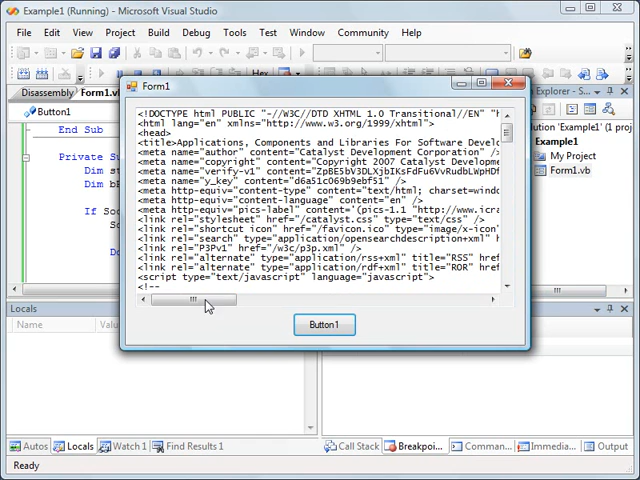 Example1 (Running) - Microsoft Visual Studio
File Edit View Project Build Debug Tools Test Window Community Help
Hex
Disassembly Form1.vb
Explorer - Solution 'Exam
Button1
End Sub
Private Su
Dim st
Dim bR
If Soc
Form1
<!DOCTYPE html PUBLIC "-//W3C//DTD XHTML 1.0 Transitional//EN" "h
<html lang="en" xmlns="http://www.w3.org/1999/xhtml">
<head>
<title>Applications, Components and Libraries For Software Develo
<meta name="author" content="Catalyst Development Corporation" />
<meta name="copyright" content="Copyright 2007 Catalyst Developme
<meta name="verify-v1" content="ZpBE5bVDLXjbIKsFdFu6VvRudbLWpHDf
<meta name="y_key" content="d6a51c069b9ebf51" />
<meta http-equiv="content-type" content="text/html; charset=window
<meta http-equiv="content-language" content="en" />
<meta http-equiv="pics-label" content='(pics-1.1 "http://www.icra
<link rel="stylesheet" href="/catalyst.css" type="text/css" />
<link rel="shortcut icon" href="/favicon.ico" type="image/x-icon"
<link rel="search" type="application/opensearchdescription+xml" h
<link rel="P3Pv1" href="/w3c/p3p.xml" />
<link rel="alternate" type="application/rss+xml" title="RSS" href
<link rel="alternate" type="application/rdf+xml" title="ROR" href
<script type="text/javascript" language="javascript">
<!--
Button1
ution 'Example1' (1 proje
Example1
My Project
Form1.vb
Locals
Name
Autos Locals Watch 1 Find Results 1
Call Stack Breakpo... Comman... Immedia... Output
Ready